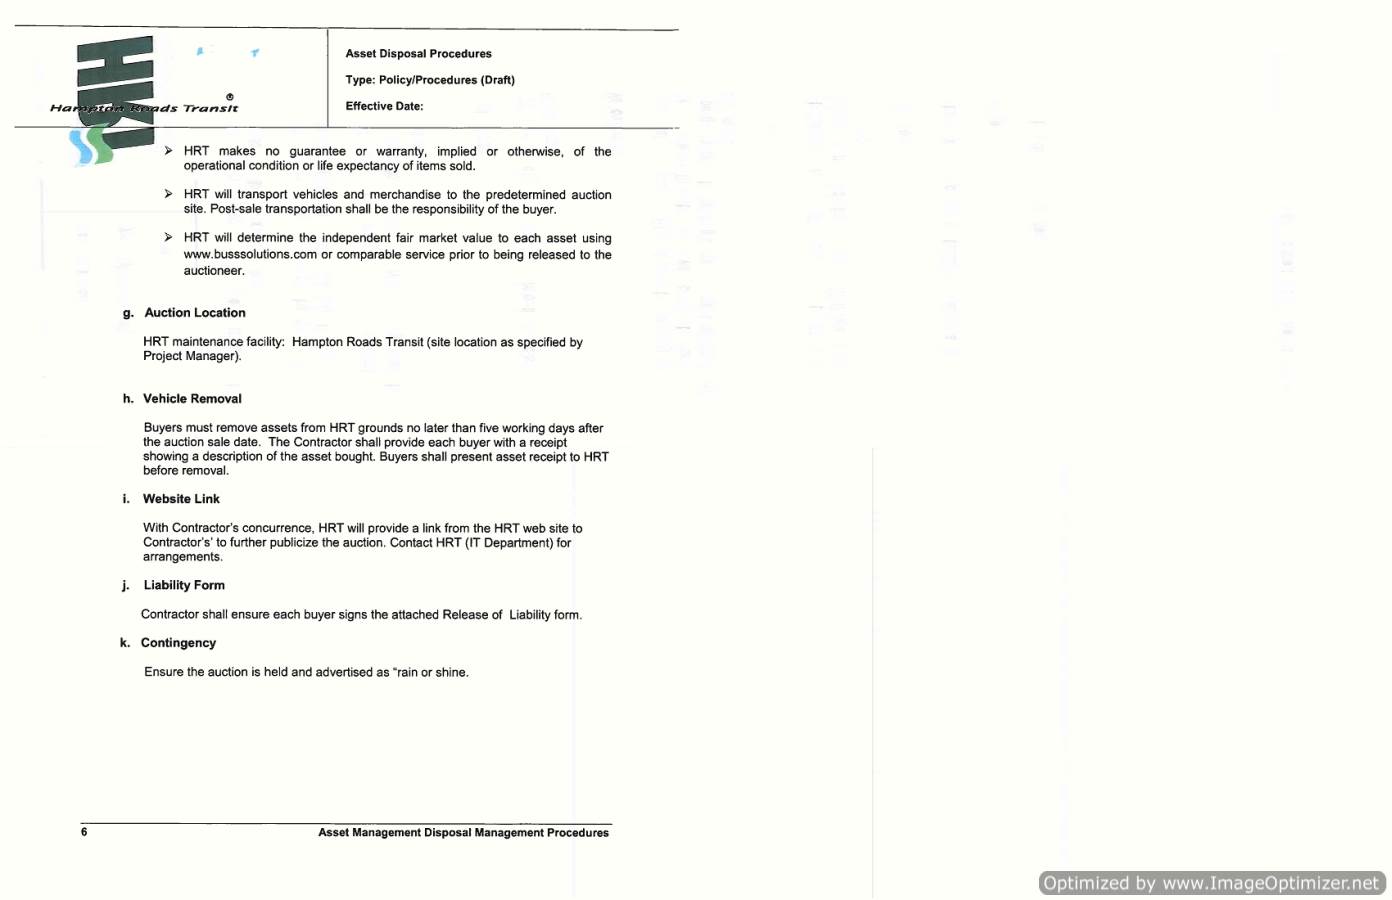 HRT
Hampton Roads Transit
®
Asset Disposal Procedures
Type: Policy/Procedures (Draft)
Effective Date:
➢ HRT makes no guarantee or warranty, implied or otherwise, of the
operational condition or life expectancy of items sold.
➢ HRT will transport vehicles and merchandise to the predetermined auction
site. Post-sale transportation shall be the responsibility of the buyer.
➢ HRT will determine the independent fair market value to each asset using
www.busssolutions.com or comparable service prior to being released to the
auctioneer.
g. Auction Location
HRT maintenance facility: Hampton Roads Transit (site location as specified by
Project Manager).
h. Vehicle Removal
Buyers must remove assets from HRT grounds no later than five working days after
the auction sale date. The Contractor shall provide each buyer with a receipt
showing a description of the asset bought. Buyers shall present asset receipt to HRT
before removal.
i. Website Link
With Contractor's concurrence, HRT will provide a link from the HRT web site to
Contractor's' to further publicize the auction. Contact HRT (IT Department) for
arrangements.
j. Liability Form
Contractor shall ensure each buyer signs the attached Release of Liability form.
k. Contingency
Ensure the auction is held and advertised as "rain or shine.
6 Asset Management Disposal Management Procedures
Optimized by www.ImageOptimizer.net